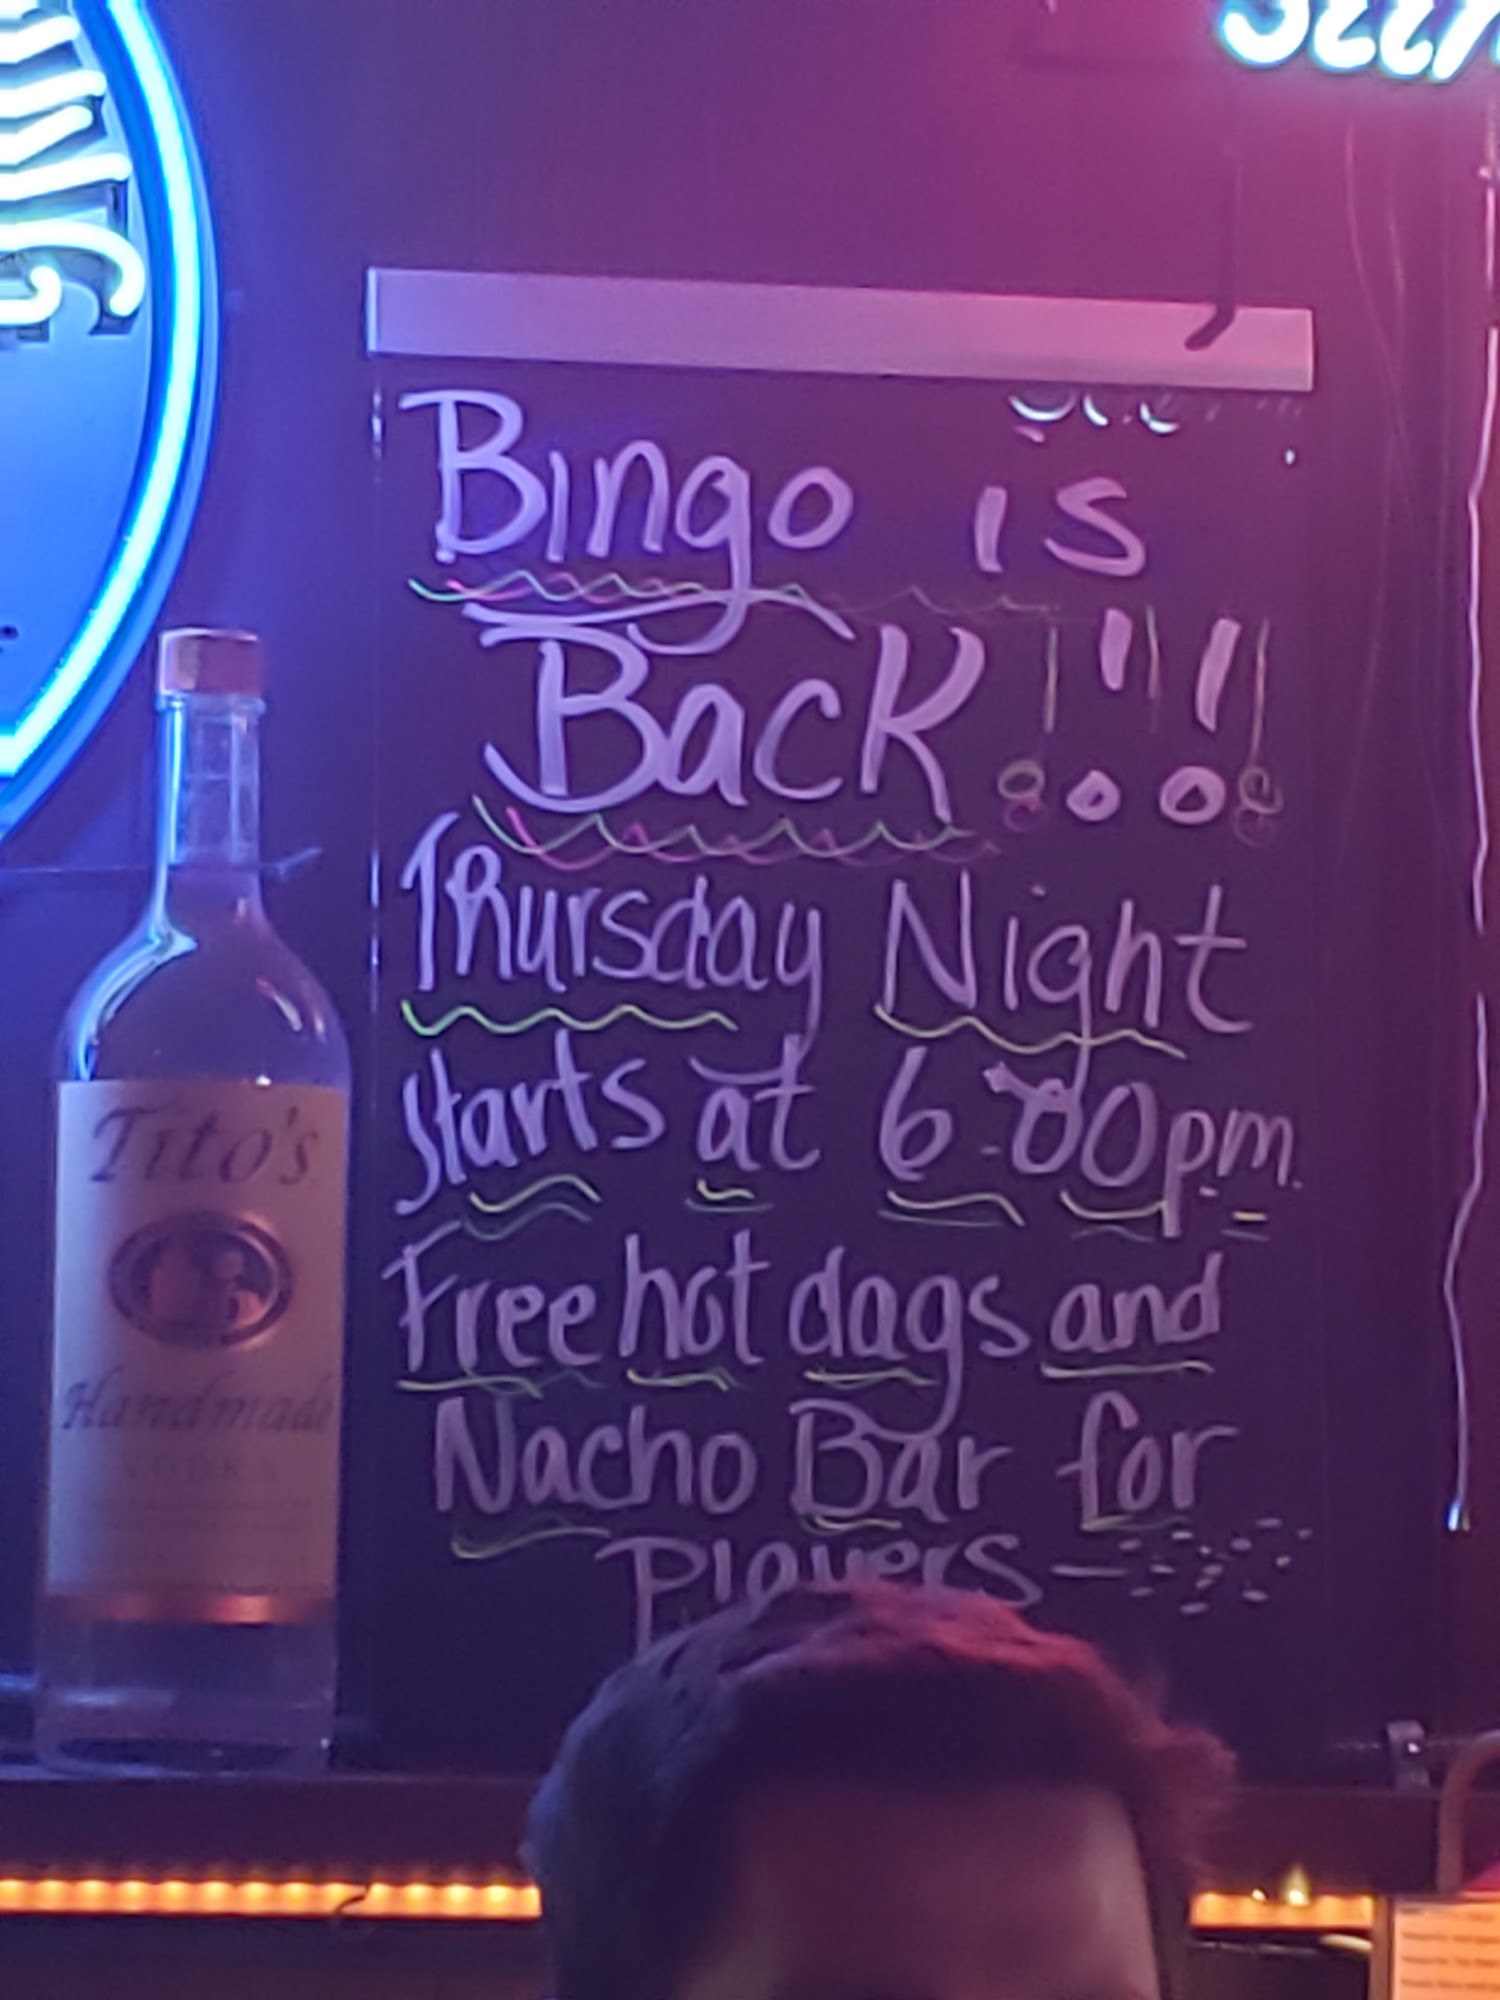 Bingo is
Back!!!!
Thursday Night
starts at 6:00pm.
Free hot dogs and
Nacho Bar for
Players
Tito's
Handmade
VODKA